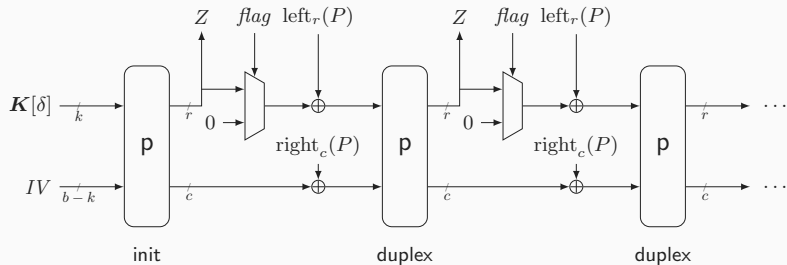 Z flag left_r(P) Z flag left_r(P)
K[δ] k r r r ···
0 0
p right_c(P) p right_c(P) p
IV b − k c c c ···
init duplex duplex